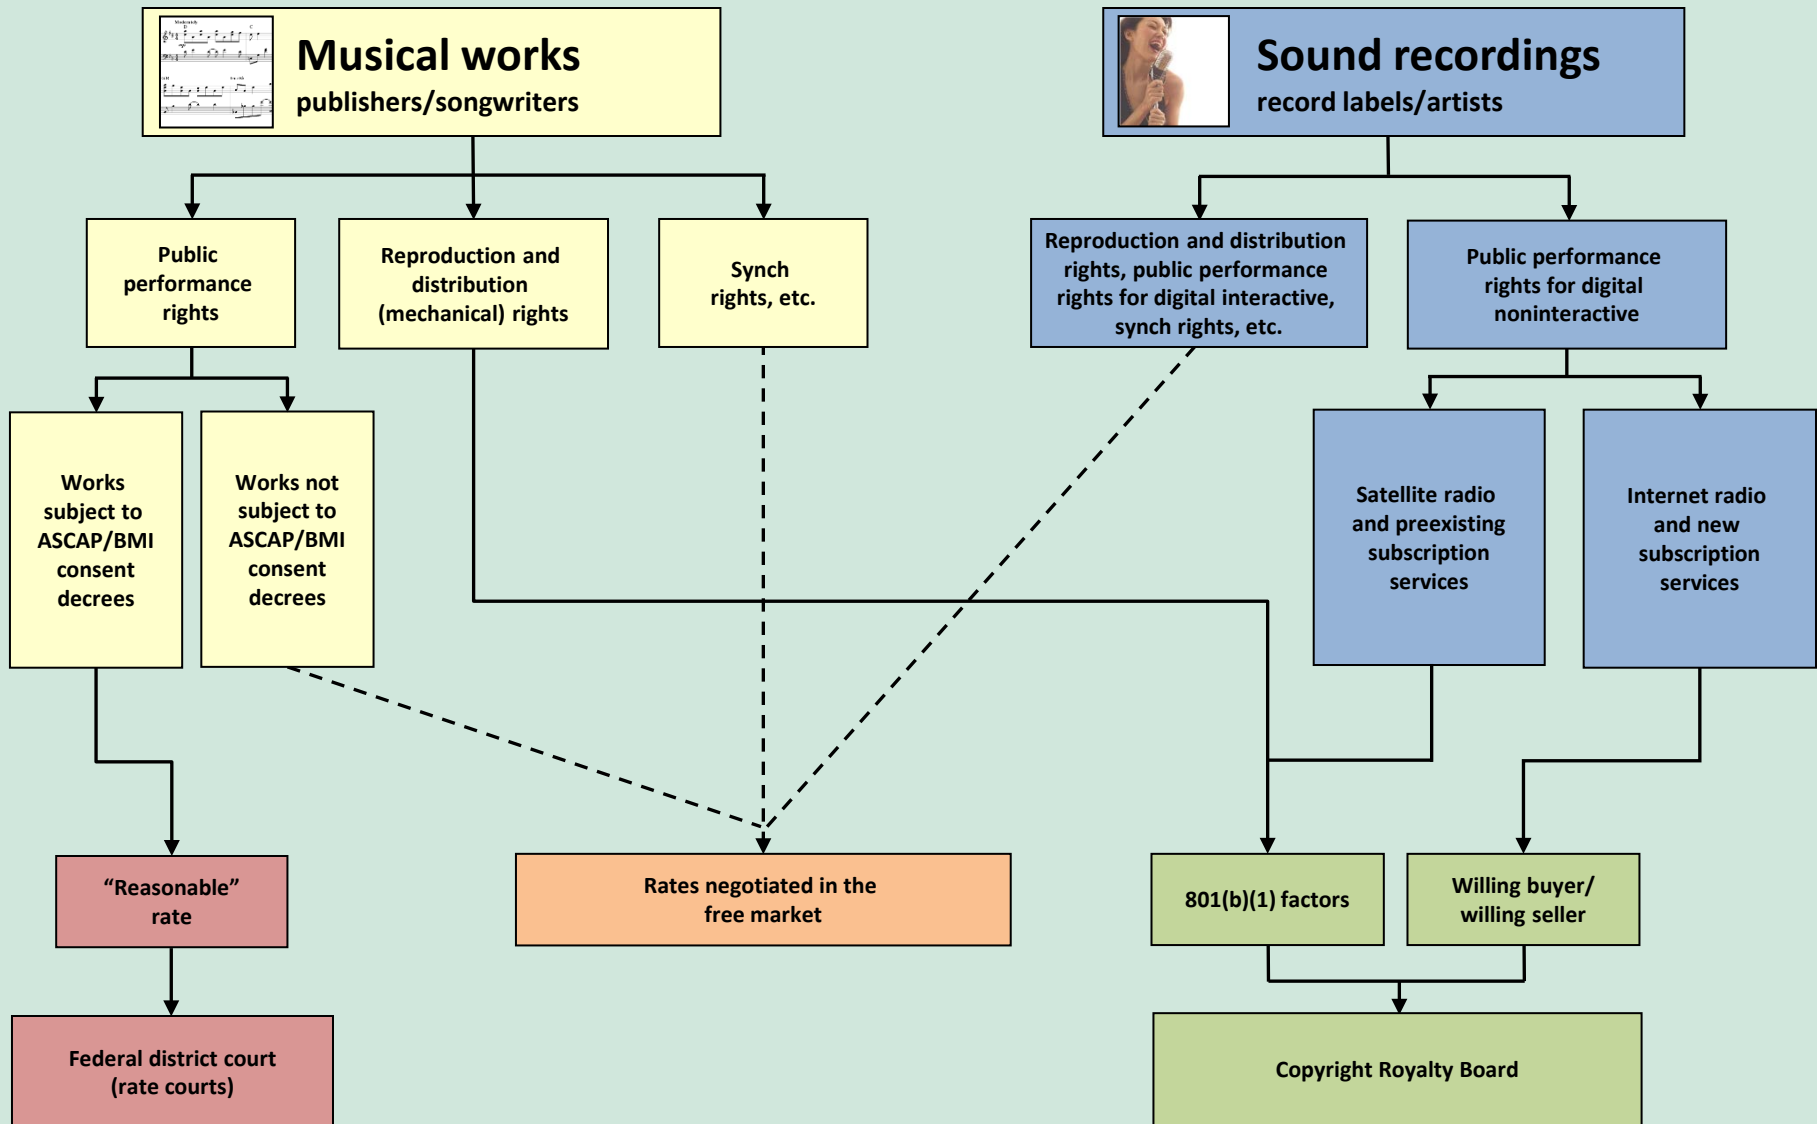 Musical works
publishers/songwriters
Sound recordings
record labels/artists
Public
performance
rights
Reproduction and
distribution
(mechanical) rights
Synch
rights, etc.
Reproduction and distribution
rights, public performance
rights for digital interactive,
synch rights, etc.
Public performance
rights for digital
noninteractive
Works
subject to
ASCAP/BMI
consent
decrees
Works not
subject to
ASCAP/BMI
consent
decrees
Satellite radio
and preexisting
subscription
services
Internet radio
and new
subscription
services
“Reasonable”
rate
Rates negotiated in the
free market
801(b)(1) factors
Willing buyer/
willing seller
Federal district court
(rate courts)
Copyright Royalty Board